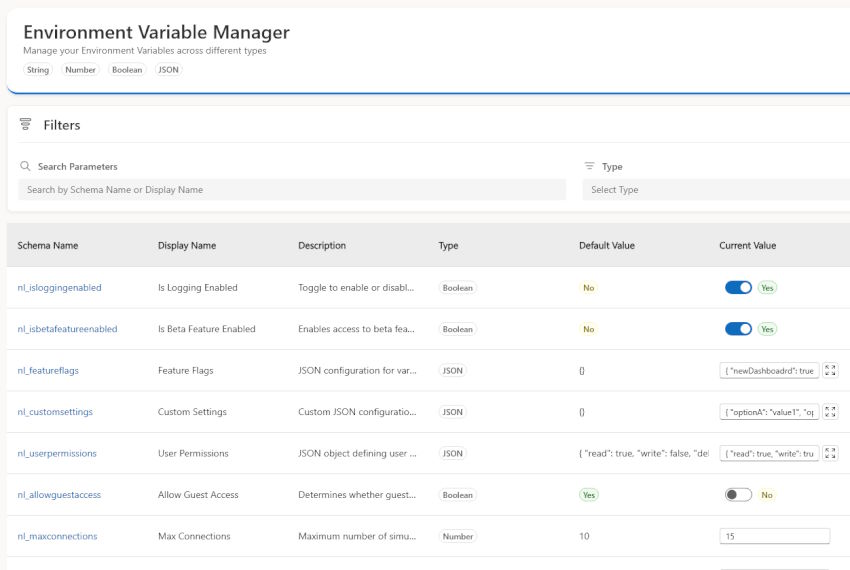 Environment Variable Manager
Manage your Environment Variables across different types
String Number Boolean JSON
Filters
Search Parameters Type
Search by Schema Name or Display Name Select Type
Schema Name Display Name Description Type Default Value Current Value
nl_isloggingenabled Is Logging Enabled Toggle to enable or disabl... Boolean No Yes
nl_isbetafeatureenabled Is Beta Feature Enabled Enables access to beta fea... Boolean No Yes
nl_featureflags Feature Flags JSON configuration for var... JSON {} { "newDashboadrd": true
nl_customsettings Custom Settings Custom JSON configuratio... JSON {} { "optionA": "value1", "op
nl_userpermissions User Permissions JSON object defining user ... JSON { "read": true, "write": false, "del { "read": true, "write": tru
nl_allowguestaccess Allow Guest Access Determines whether guest... Boolean Yes No
nl_maxconnections Max Connections Maximum number of simu... Number 10 15